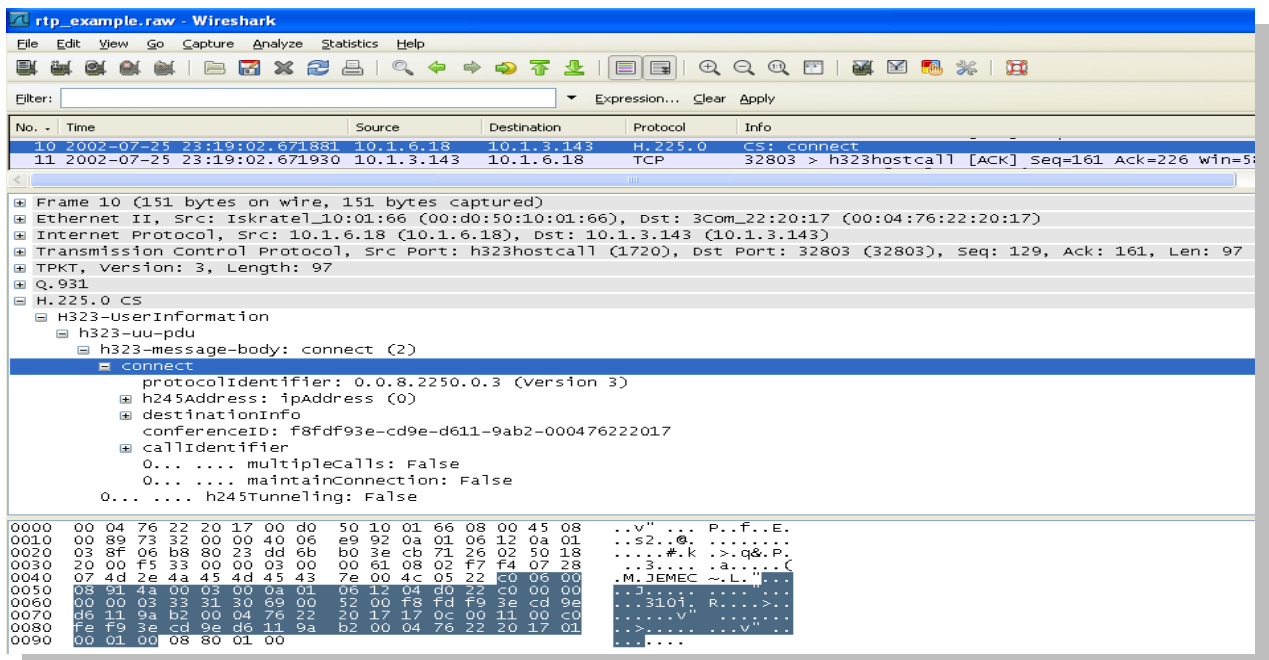 rtp_example.raw - Wireshark
File Edit View Go Capture Analyze Statistics Help
Filter: Expression... Clear Apply
No. - Time Source Destination Protocol Info
10 2002-07-25 23:19:02.671881 10.1.6.18 10.1.3.143 H.225.0 CS: connect
11 2002-07-25 23:19:02.671930 10.1.3.143 10.1.6.18 TCP 32803 > h323hostcall [ACK] Seq=161 Ack=226 Win=5
Frame 10 (151 bytes on wire, 151 bytes captured)
Ethernet II, Src: Iskratel_10:01:66 (00:d0:50:10:01:66), Dst: 3Com_22:20:17 (00:04:76:22:20:17)
Internet Protocol, Src: 10.1.6.18 (10.1.6.18), Dst: 10.1.3.143 (10.1.3.143)
Transmission Control Protocol, Src Port: h323hostcall (1720), Dst Port: 32803 (32803), Seq: 129, Ack: 161, Len: 97
TPKT, Version: 3, Length: 97
Q.931
H.225.0 CS
H323-UserInformation
h323-uu-pdu
h323-message-body: connect (2)
connect
protocolIdentifier: 0.0.8.2250.0.3 (Version 3)
h245Address: ipAddress (0)
destinationInfo
conferenceID: f8fdf93e-cd9e-d611-9ab2-000476222017
callIdentifier
0... .... multipleCalls: False
0... .... maintainConnection: False
0... .... h245Tunneling: False
0000 00 04 76 22 20 17 00 d0 50 10 01 66 08 00 45 08 ..v" ... P..f..E.
0010 00 89 73 32 00 00 40 06 e9 92 0a 01 06 12 0a 01 ..s2..@. ........
0020 03 8f 06 b8 80 23 dd 6b b0 3e cb 71 26 02 50 18 .....#.k .>.q&.P.
0030 20 00 f5 33 00 00 03 00 00 61 08 02 f7 f4 07 28 ..3.... .a.....(
0040 07 4d 2e 4a 45 4d 45 43 7e 00 4c 05 22 c0 06 00 .M.JEMEC ~.L."...
0050 08 91 4a 00 03 00 0a 01 06 12 04 d0 22 c0 00 00 ..J..... ...."...
0060 00 00 03 33 31 30 69 00 52 00 f8 fd f9 3e cd 9e ...310i. R....>..
0070 d6 11 9a b2 00 04 76 22 20 17 17 0c 00 11 00 c0 ......v" .......
0080 fe f9 3e cd 9e d6 11 9a b2 00 04 76 22 20 17 01 ..>..... ...v" ..
0090 00 01 00 08 80 01 00 .......